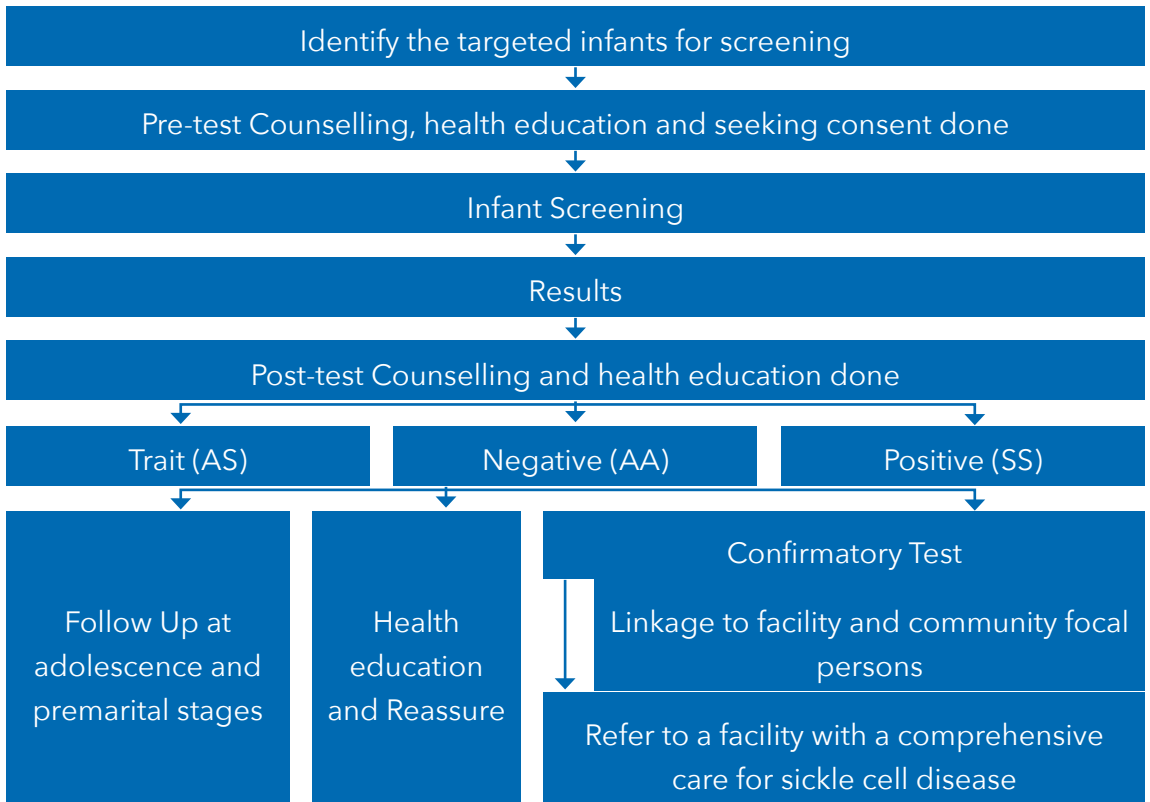 Identify the targeted infants for screening
Pre-test Counselling, health education and seeking consent done
Infant Screening
Results
Post-test Counselling and health education done
Trait (AS)
Negative (AA)
Positive (SS)
Follow Up at
adolescence and
premarital stages
Health
education
and Reassure
Confirmatory Test
Linkage to facility and community focal
persons
Refer to a facility with a comprehensive
care for sickle cell disease